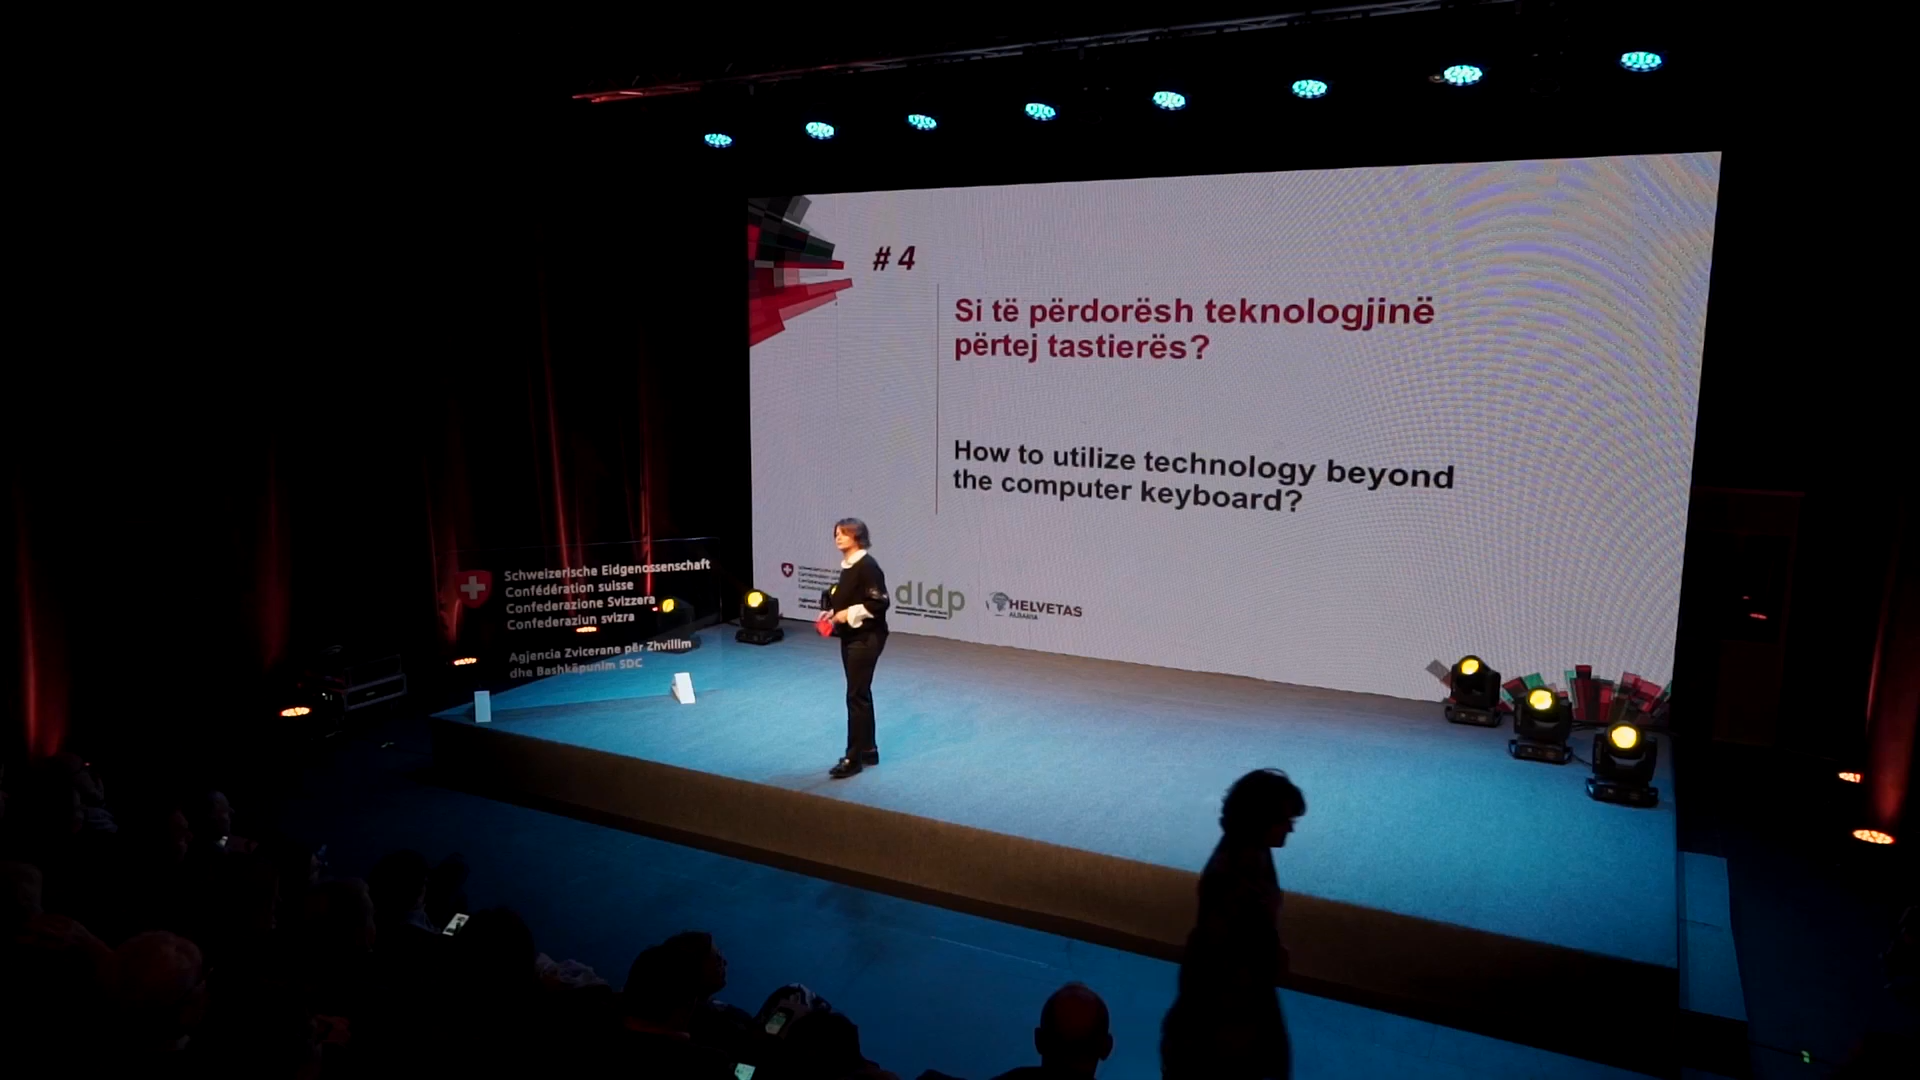 # 4
Si të përdorësh teknologjinë
përtej tastierës?
How to utilize technology beyond
the computer keyboard?
Schweizerische Eidgenossenschaft
Confédération suisse
Confederazione Svizzera
Confederaziun svizra
Agjencia Zvicerane për Zhvillim
dhe Bashkëpunim SDC
dldp
HELVETAS
ALBANIA